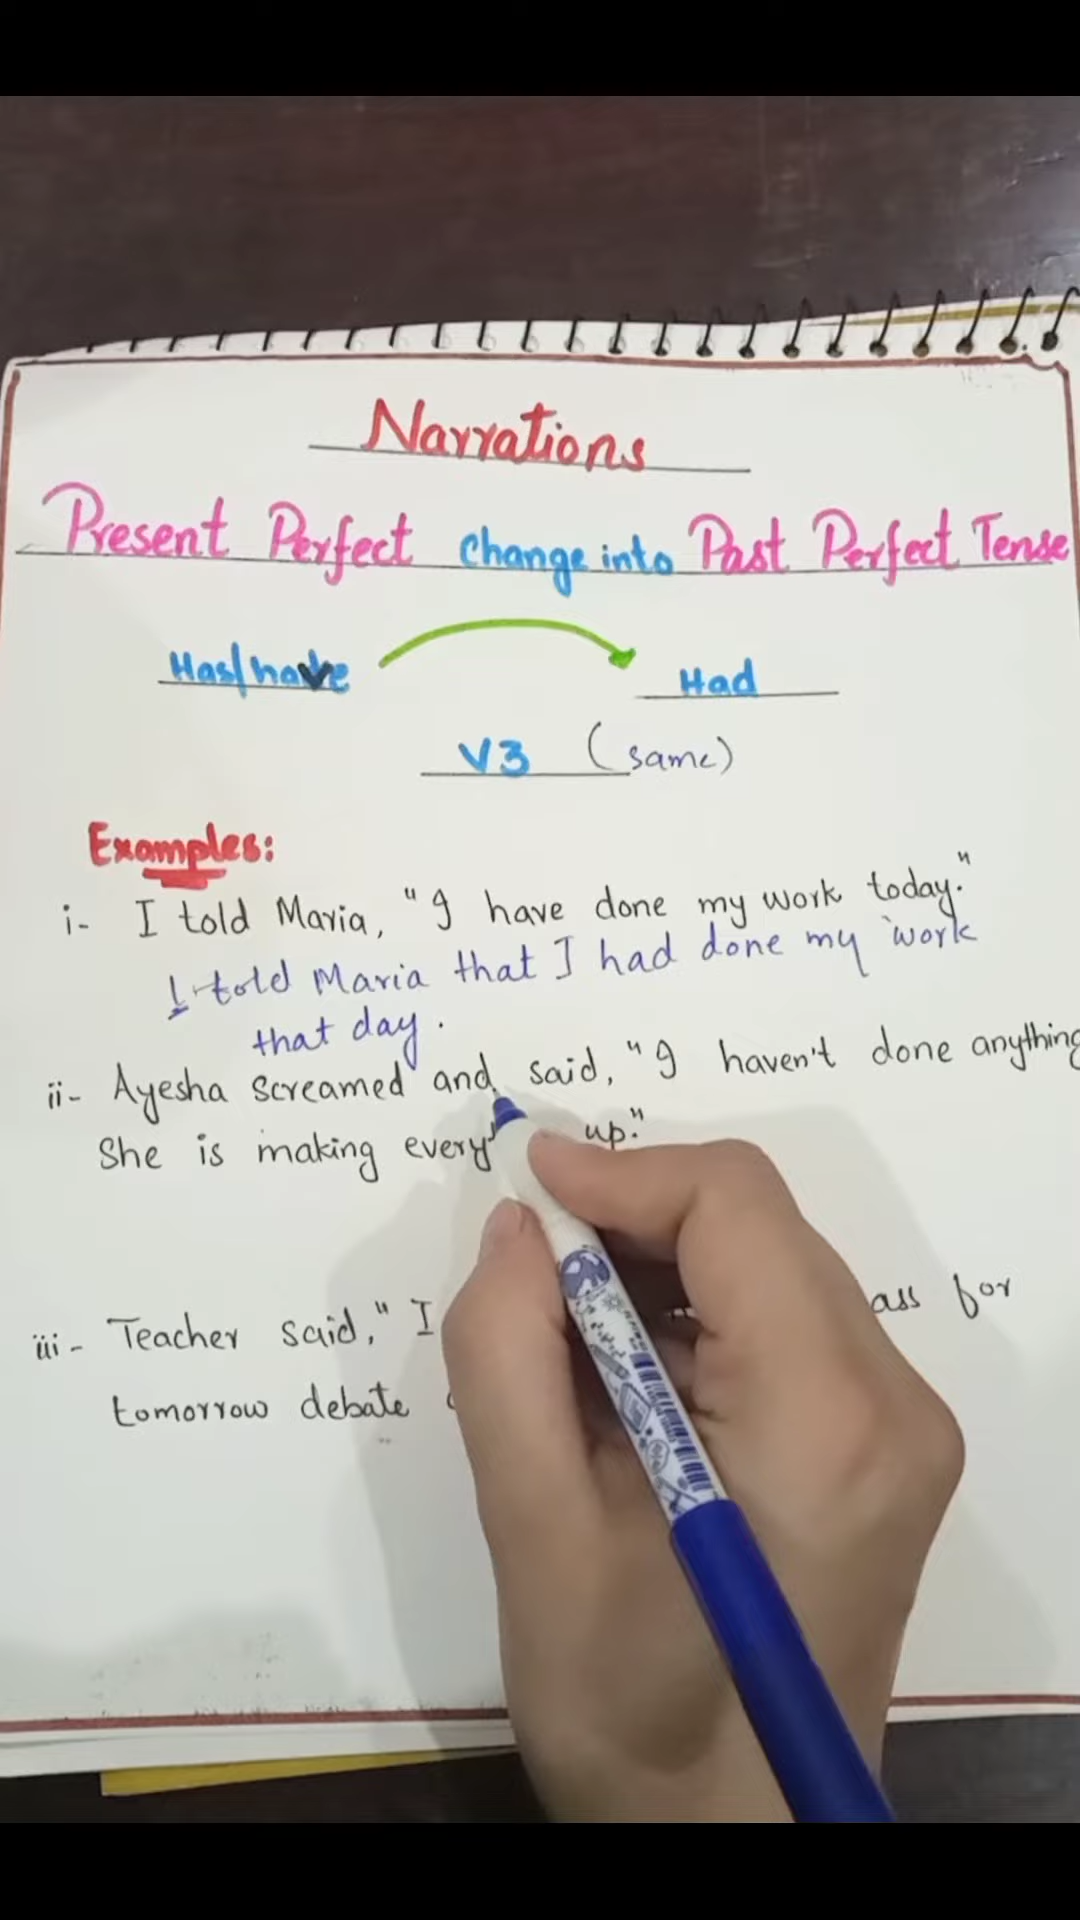 Narrations
Present Perfect Change into Past Perfect Tense
Has/have Had
V3 (same)
Examples:
i- I told Maria, "I have done my work today."
I told Maria that I had done my work
that day.
ii- Ayesha screamed and said, "I haven't done anything
She is making every up."
iii- Teacher said, "I for
tomorrow debate